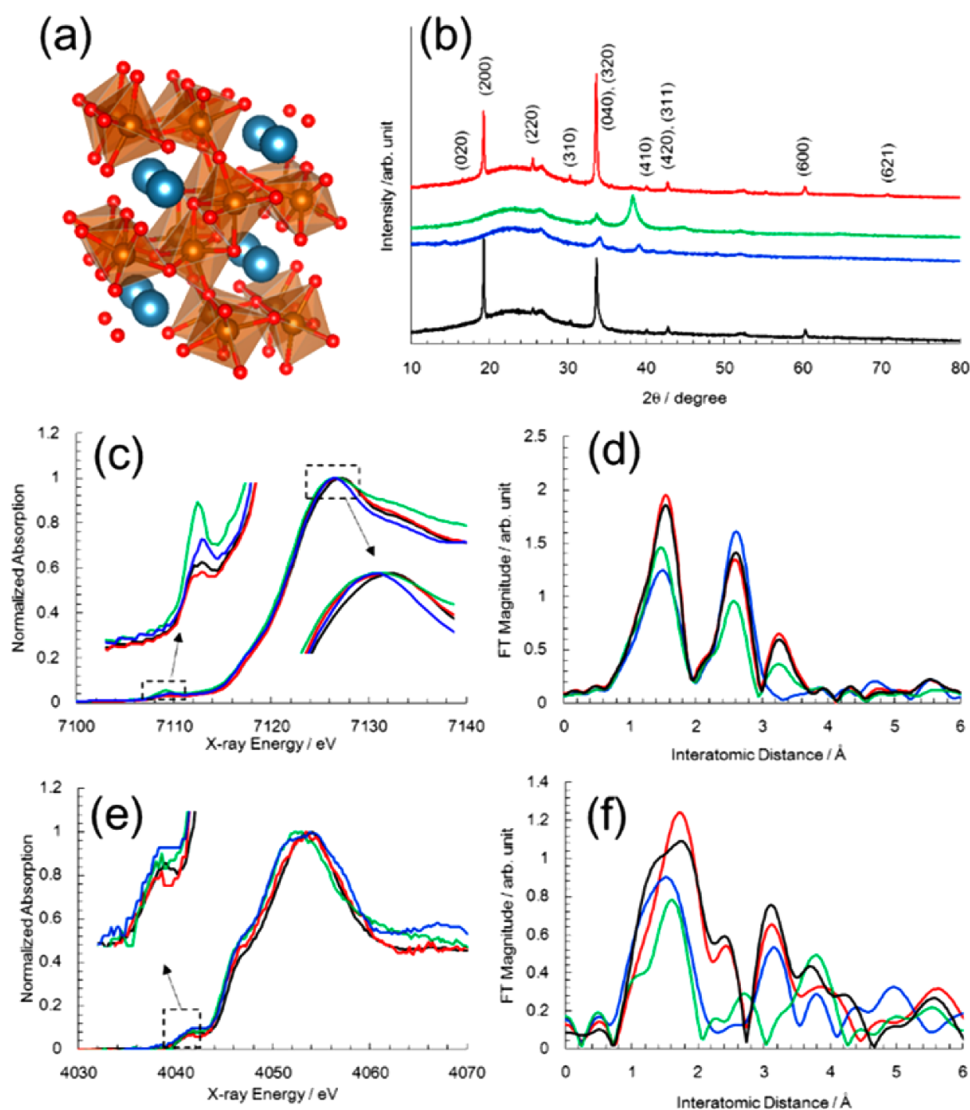 (a)
(b)
Intensity /arb. unit
(020)
(200)
(220)
(310)
(040), (320)
(410)
(420), (311)
(600)
(621)
10 20 30 40 50 60 70 80
2θ / degree
(c)
Normalized Absorption
1.2
1
0.8
0.6
0.4
0.2
0
7100 7110 7120 7130 7140
X-ray Energy / eV
(d)
FT Magnitude / arb. unit
2.5
2
1.5
1
0.5
0
0 1 2 3 4 5 6
Interatomic Distance / Å
(e)
Normalized Absorption
1.2
1
0.8
0.6
0.4
0.2
0
4030 4040 4050 4060 4070
X-ray Energy / eV
(f)
FT Magnitude / arb. unit
1.4
1.2
1
0.8
0.6
0.4
0.2
0
0 1 2 3 4 5 6
Interatomic Distance / Å